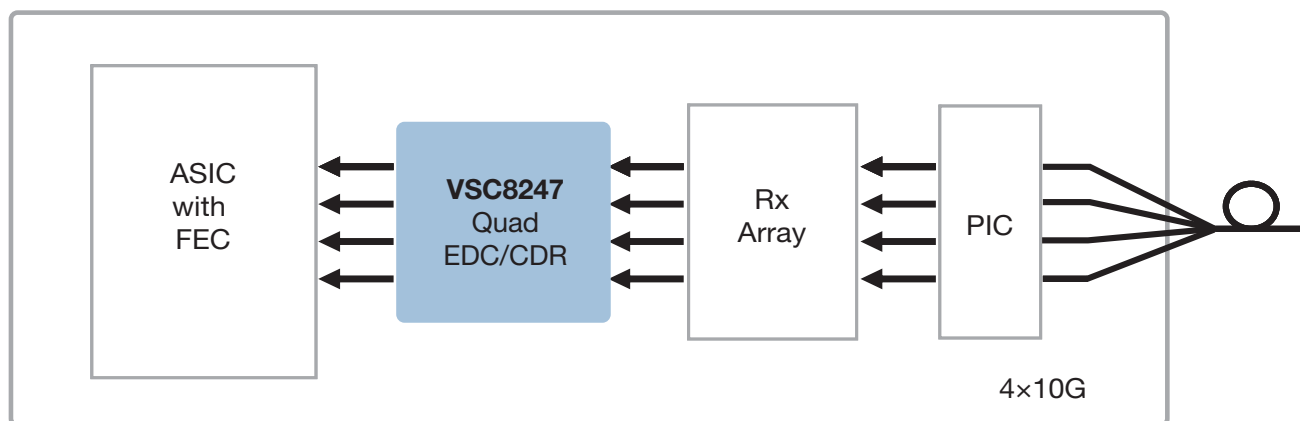 ASIC
with
FEC
VSC8247
Quad
EDC/CDR
Rx
Array
PIC
4×10G